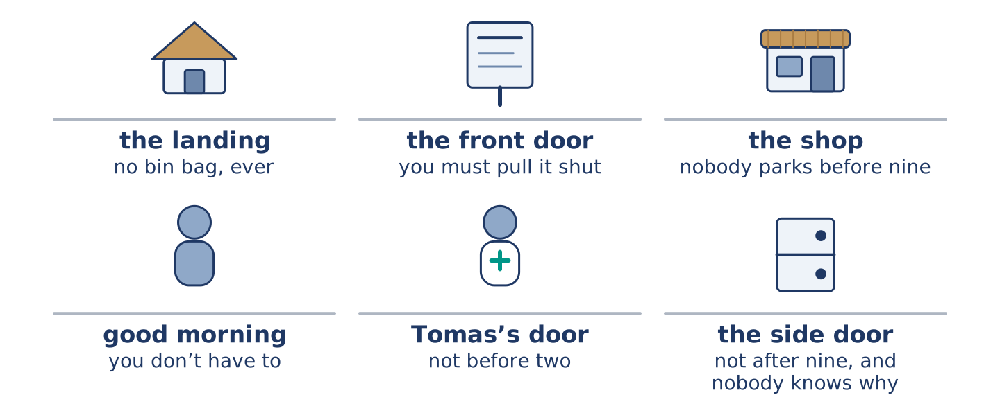 the landing
no bin bag, ever
the front door
you must pull it shut
the shop
nobody parks before nine
good morning
you don’t have to
Tomas’s door
not before two
the side door
not after nine, and
nobody knows why